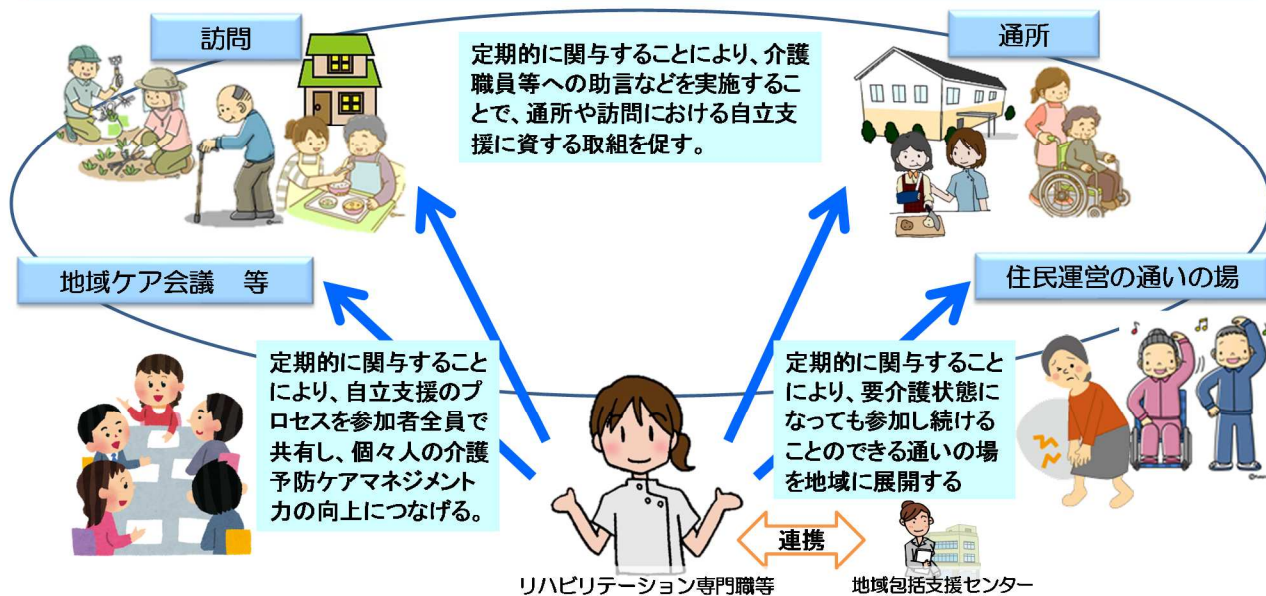 訪問
定期的に関与することにより、介護
職員等への助言などを実施するこ
とで、通所や訪問における自立支
援に資する取組を促す。
通所
地域ケア会議　等
住民運営の通いの場
定期的に関与すること
により、自立支援のプ
ロセスを参加者全員で
共有し、個々人の介護
予防ケアマネジメント
力の向上につなげる。
定期的に関与すること
により、要介護状態に
なっても参加し続ける
ことのできる通いの場
を地域に展開する
連携
リハビリテーション専門職等
地域包括支援センター